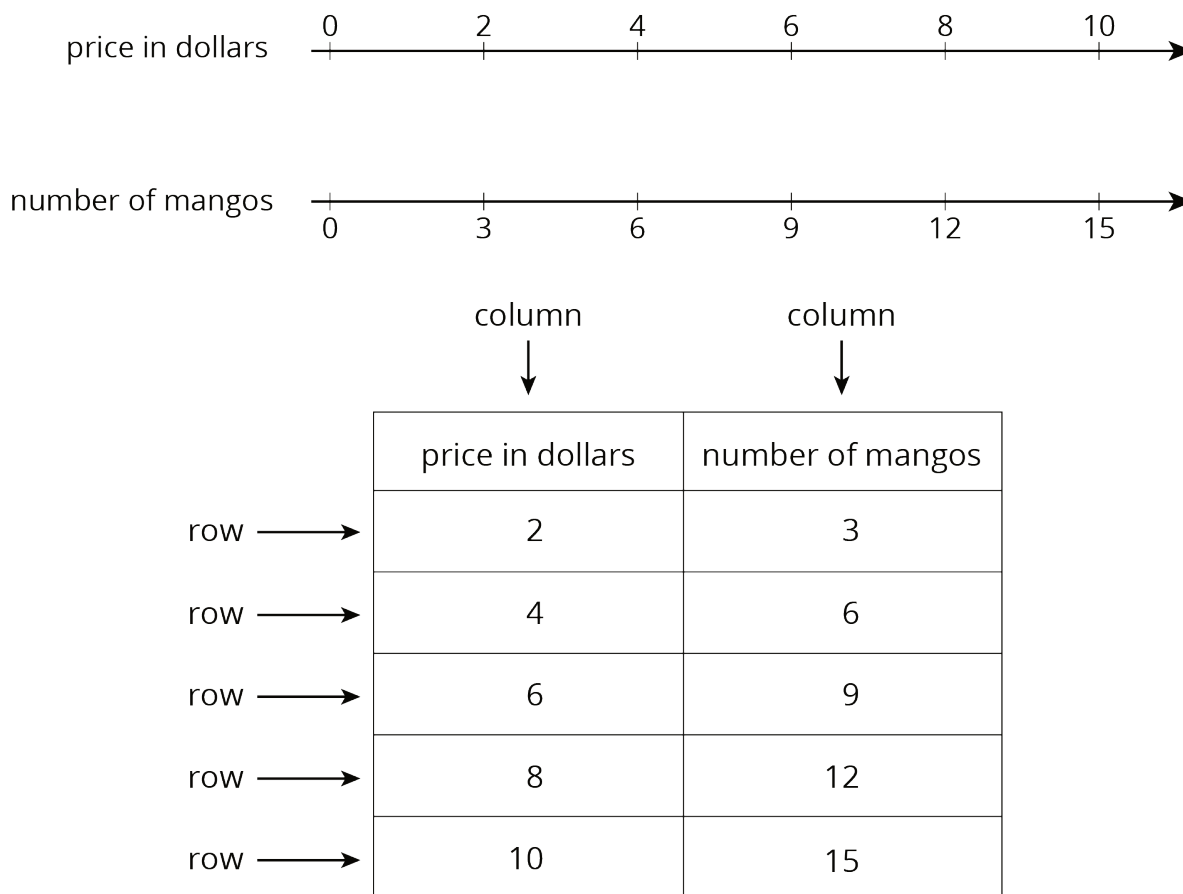 0 2 4 6 8 10
price in dollars
number of mangos
0 3 6 9 12 15
column column
price in dollars number of mangos
row 2 3
row 4 6
row 6 9
row 8 12
row 10 15